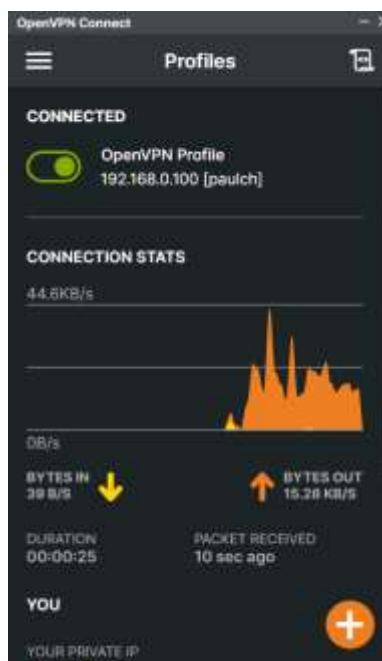 OpenVPN Connect
Profiles
CONNECTED
OpenVPN Profile
192.168.0.100 [paulch]
CONNECTION STATS
44.6KB/s
0B/s
BYTES IN
39 B/S
BYTES OUT
15.28 KB/S
DURATION
00:00:25
PACKET RECEIVED
10 sec ago
YOU
YOUR PRIVATE IP